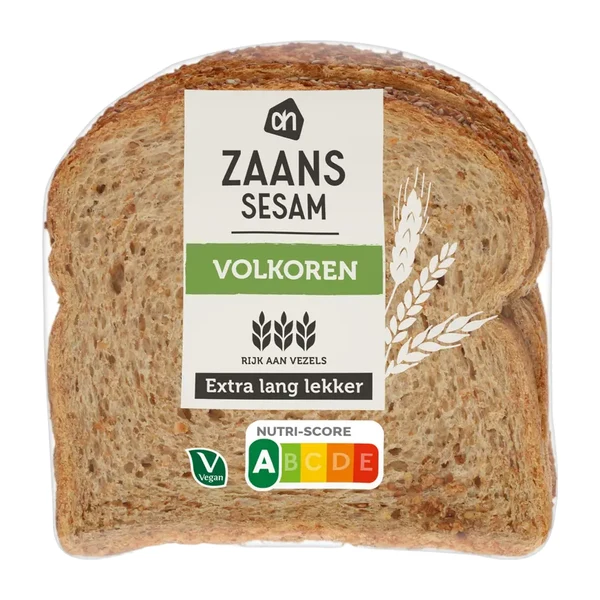 ah
ZAANS
SESAM
VOLKOREN
RIJK AAN VEZELS
Extra lang lekker
NUTRI-SCORE
A B C D E
V
Vegan